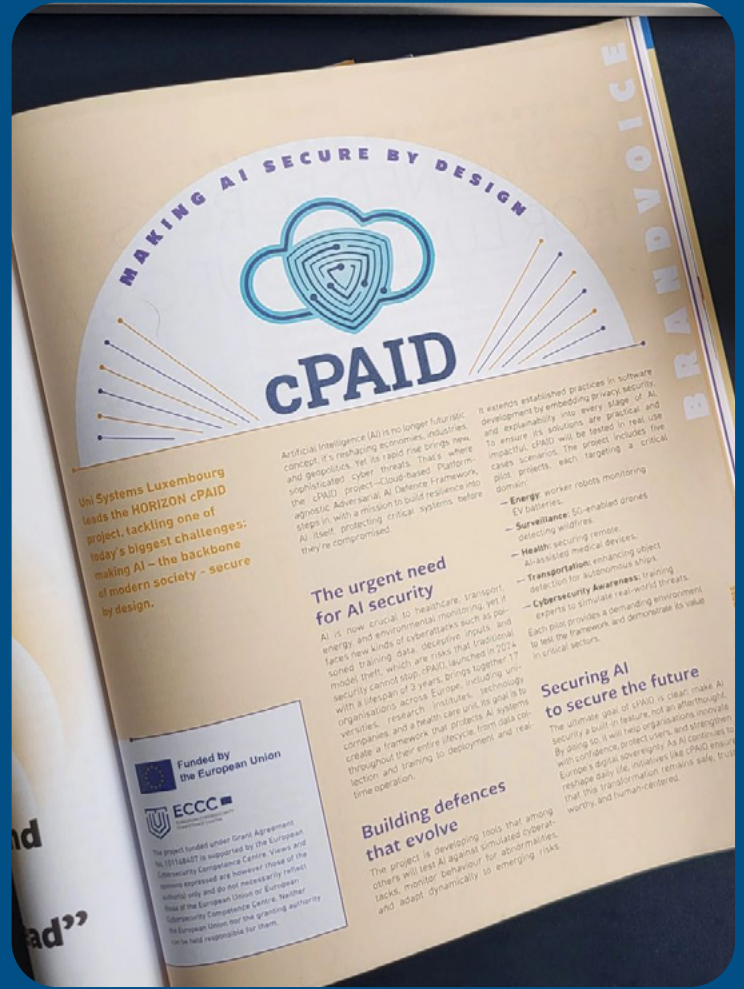 MAKING AI SECURE BY DESIGN
cPAID
BRANDVOICE
Uni Systems Luxembourg
leads the HORIZON cPAID
project, tackling one of
today's biggest challenges:
making AI – the backbone
of modern society - secure
by design.
Artificial Intelligence (AI) is no longer futuristic
concept, it's reshaping economies, industries,
and geopolitics. Yet its rapid rise brings new,
sophisticated cyber threats. That's where
the cPAID project—Cloud-based Platform-
agnostic Adversarial AI Defence Framework,
steps in, with a mission to build resilience into
AI itself, protecting critical systems before
they're compromised.
The urgent need
for AI security
AI is now crucial to healthcare, transport,
energy, and environmental monitoring, yet it
faces new kinds of cyberattacks such as poi-
soned training data, deceptive inputs, and
model theft, which are risks that traditional
security cannot stop. cPAID, launched in 2024
with a lifespan of 3 years, brings together 17
organisations across Europe, including uni-
versities, research institutes, technology
companies, and a health care unit. Its goal is to
create a framework that protects AI systems
throughout their entire lifecycle, from data col-
lection and training to deployment and real-
time operation.
Building defences
that evolve
The project is developing tools that among
others will test AI against simulated cyberat-
tacks, monitor behaviour for abnormalities,
and adapt dynamically to emerging risks.
It extends established practices in software
development by embedding privacy, security,
and explainability into every stage of AI.
To ensure its solutions are practical and
impactful, cPAID will be tested in real use
cases scenarios. The project includes five
pilot projects, each targeting a critical
domain:
— Energy: worker robots monitoring
EV batteries.
— Surveillance: 5G-enabled drones
detecting wildfires.
— Health: securing remote,
AI-assisted medical devices.
— Transportation: enhancing object
detection for autonomous ships.
— Cybersecurity Awareness: training
experts to simulate real-world threats.
Each pilot provides a demanding environment
to test the framework and demonstrate its value
in critical sectors.
Securing AI
to secure the future
The ultimate goal of cPAID is clear: make AI
security a built-in feature, not an afterthought.
By doing so, it will help organisations innovate
with confidence, protect users, and strengthen
Europe's digital sovereignty. As AI continues to
reshape daily life, initiatives like cPAID ensure
that this transformation remains safe, trust
worthy, and human-centered.
Funded by
the European Union
ECCC
EUROPEAN CYBERSECURITY
COMPETENCE CENTRE
The project funded under Grant Agreement
No. 101168407 is supported by the European
Cybersecurity Competence Centre. Views and
opinions expressed are however those of the
author(s) only and do not necessarily reflect
those of the European Union or European
Cybersecurity Competence Centre. Neither
the European Union nor the granting authority
can be held responsible for them.
nd
ad”